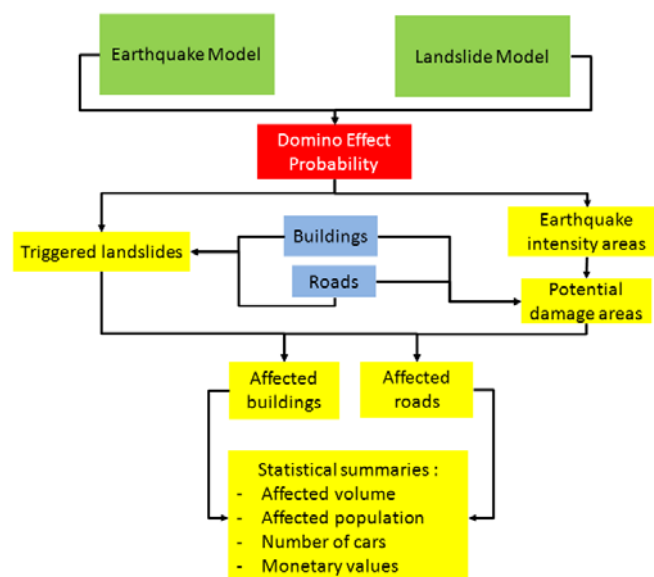 Earthquake Model
Landslide Model
Domino Effect
Probability
Triggered landslides
Buildings
Roads
Earthquake
intensity areas
Potential
damage areas
Affected
buildings
Affected
roads
Statistical summaries :
- Affected volume
- Affected population
- Number of cars
- Monetary values